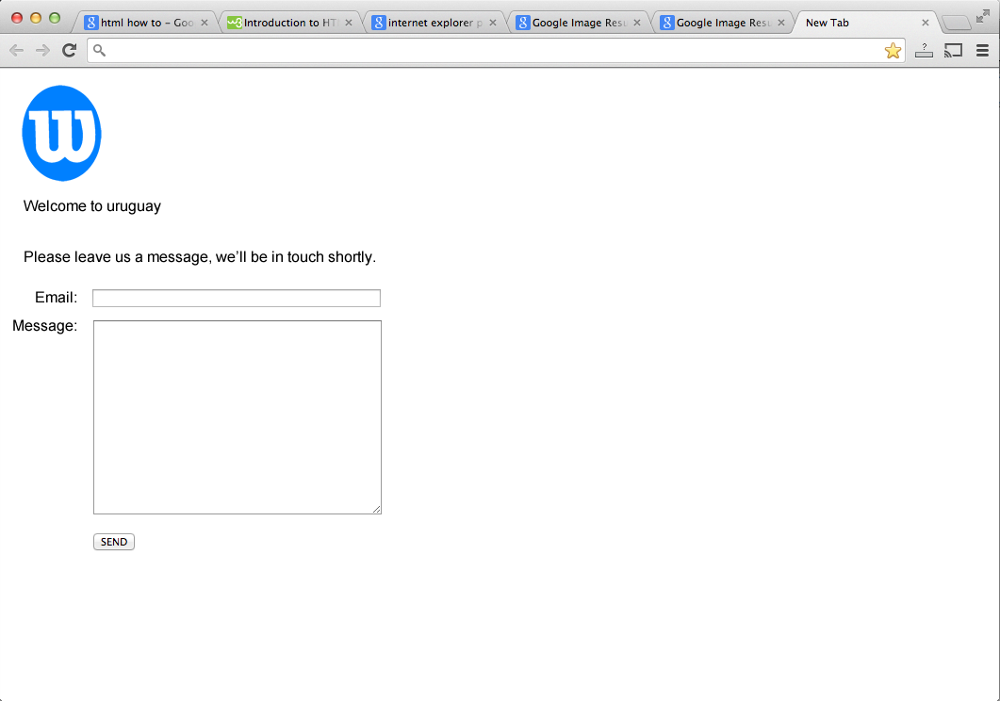 html how to – Goo
Introduction to HT
internet explorer p
Google Image Resu
Google Image Resu
New Tab
W
Welcome to uruguay
Please leave us a message, we’ll be in touch shortly.
Email:
Message:
SEND